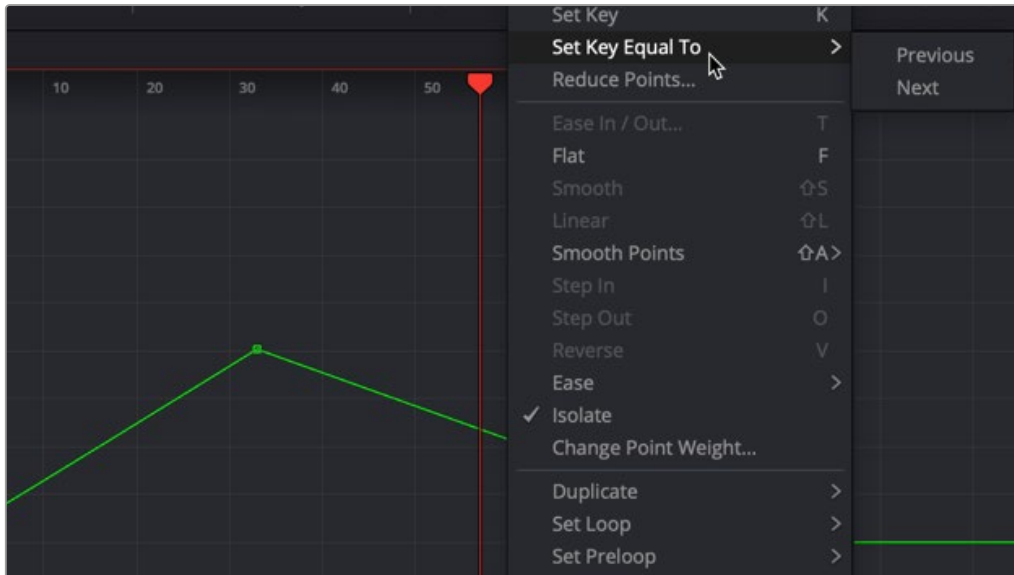 10 20 30 40 50
Set Key K
Set Key Equal To >
Reduce Points...
Ease In / Out... T
Flat F
Smooth ⇧S
Linear ⇧L
Smooth Points ⇧A>
Step In I
Step Out O
Reverse V
Ease >
✓ Isolate
Change Point Weight...
Duplicate >
Set Loop >
Set Preloop >
Previous
Next